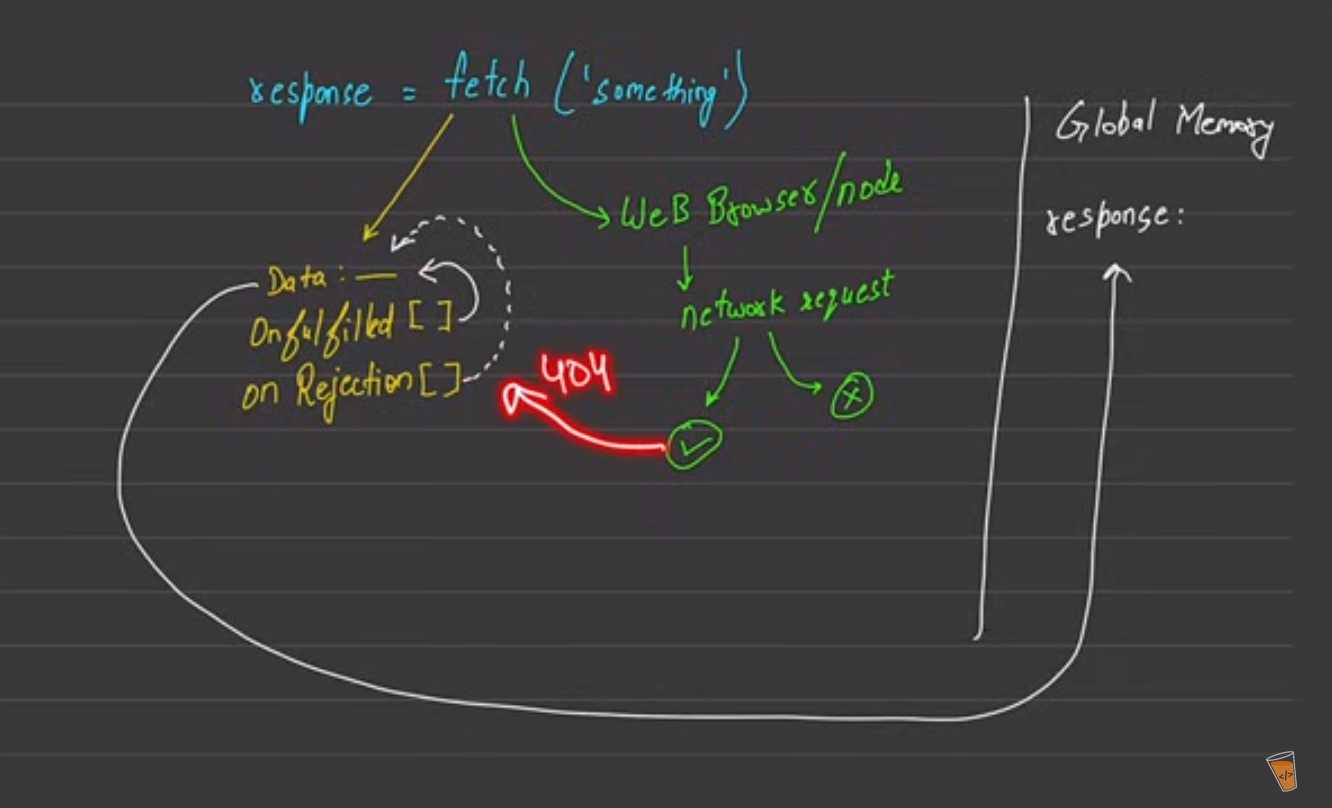 response = fetch ('something')
Global Memory
WeB Browser/node
response:
Data: —
network request
Onfulfilled [ ]
on Rejection [ ]
404
</>